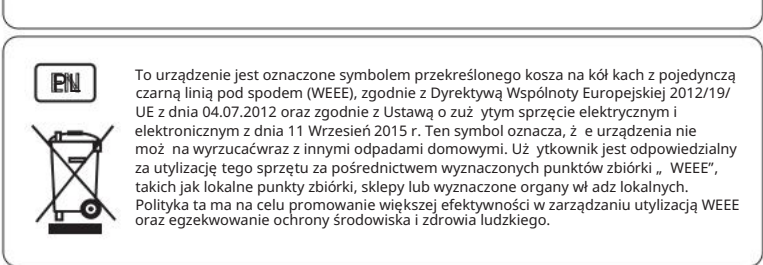 To urządzenie jest oznaczone symbolem przekreślonego kosza na kół kach z pojedynczą
czarną linią pod spodem (WEEE), zgodnie z Dyrektywą Wspólnoty Europejskiej 2012/19/
UE z dnia 04.07.2012 oraz zgodnie z Ustawą o zuż ytym sprzęcie elektrycznym i
elektronicznym z dnia 11 Wrzesień 2015 r. Ten symbol oznacza, ż e urządzenia nie
moż na wyrzucaćwraz z innymi odpadami domowymi. Uż ytkownik jest odpowiedzialny
za utylizację tego sprzętu za pośrednictwem wyznaczonych punktów zbiórki „ WEEE”,
takich jak lokalne punkty zbiórki, sklepy lub wyznaczone organy wł adz lokalnych.
Polityka ta ma na celu promowanie większej efektywności w zarządzaniu utylizacją WEEE
oraz egzekwowanie ochrony środowiska i zdrowia ludzkiego.